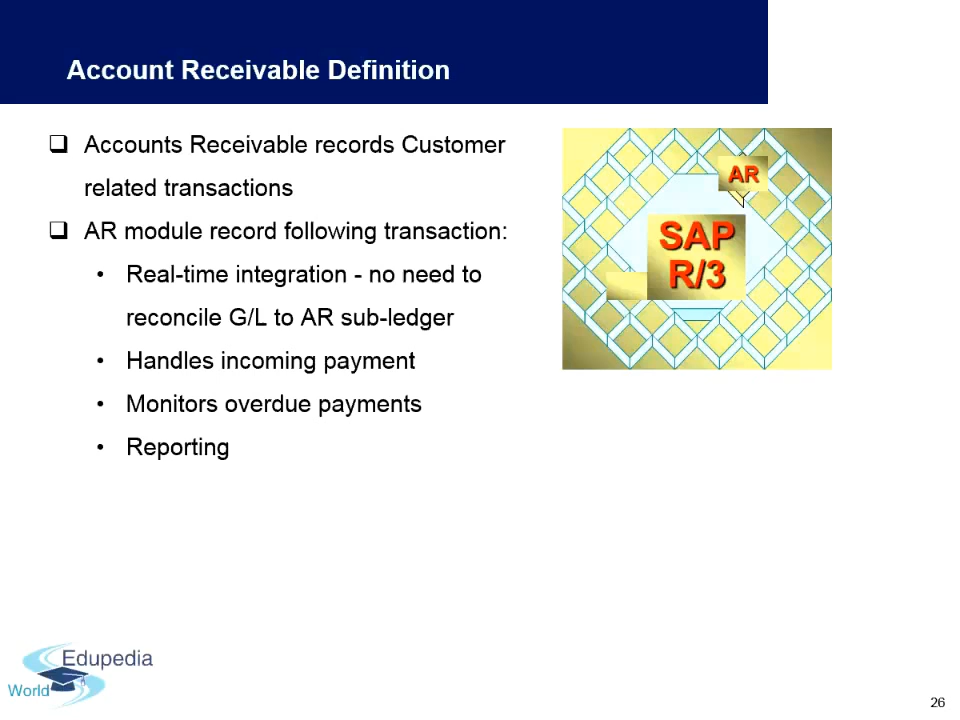 Account Receivable Definition
Accounts Receivable records Customer
related transactions
AR module record following transaction:
• Real-time integration - no need to
reconcile G/L to AR sub-ledger
• Handles incoming payment
• Monitors overdue payments
• Reporting
AR
SAP
R/3
Edupedia
World
26